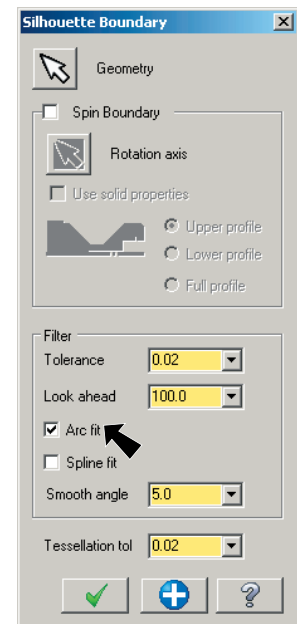 Silhouette Boundary
Geometry
Spin Boundary
Rotation axis
Use solid properties
Upper profile
Lower profile
Full profile
Filter
Tolerance 0.02
Look ahead 100.0
Arc fit
Spline fit
Smooth angle 5.0
Tessellation tol 0.02
?